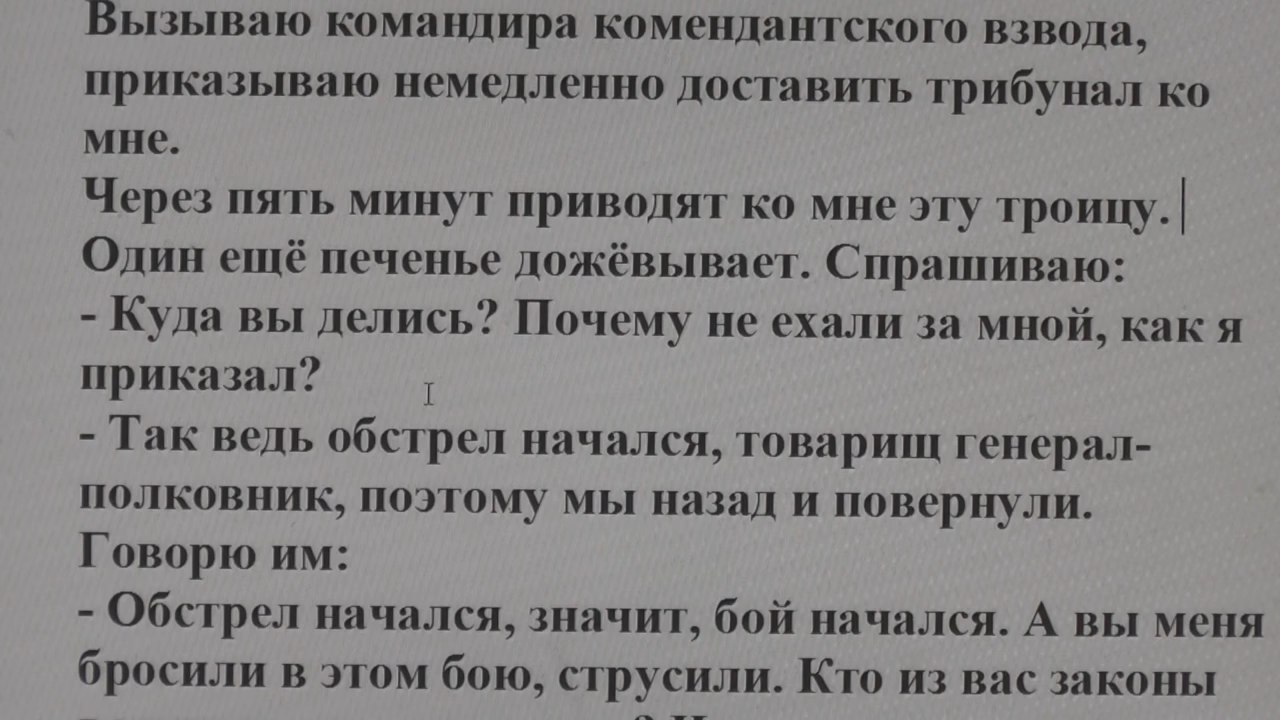 Вызываю командира комендантского взвода,
приказываю немедленно доставить трибунал ко
мне.
Через пять минут приводят ко мне эту троицу.
Один ещё печенье дожёвывает. Спрашиваю:
- Куда вы делись? Почему не ехали за мной, как я
приказал?
- Так ведь обстрел начался, товарищ генерал-
полковник, поэтому мы назад и повернули.
Говорю им:
- Обстрел начался, значит, бой начался. А вы меня
бросили в этом бою, струсили. Кто из вас законы